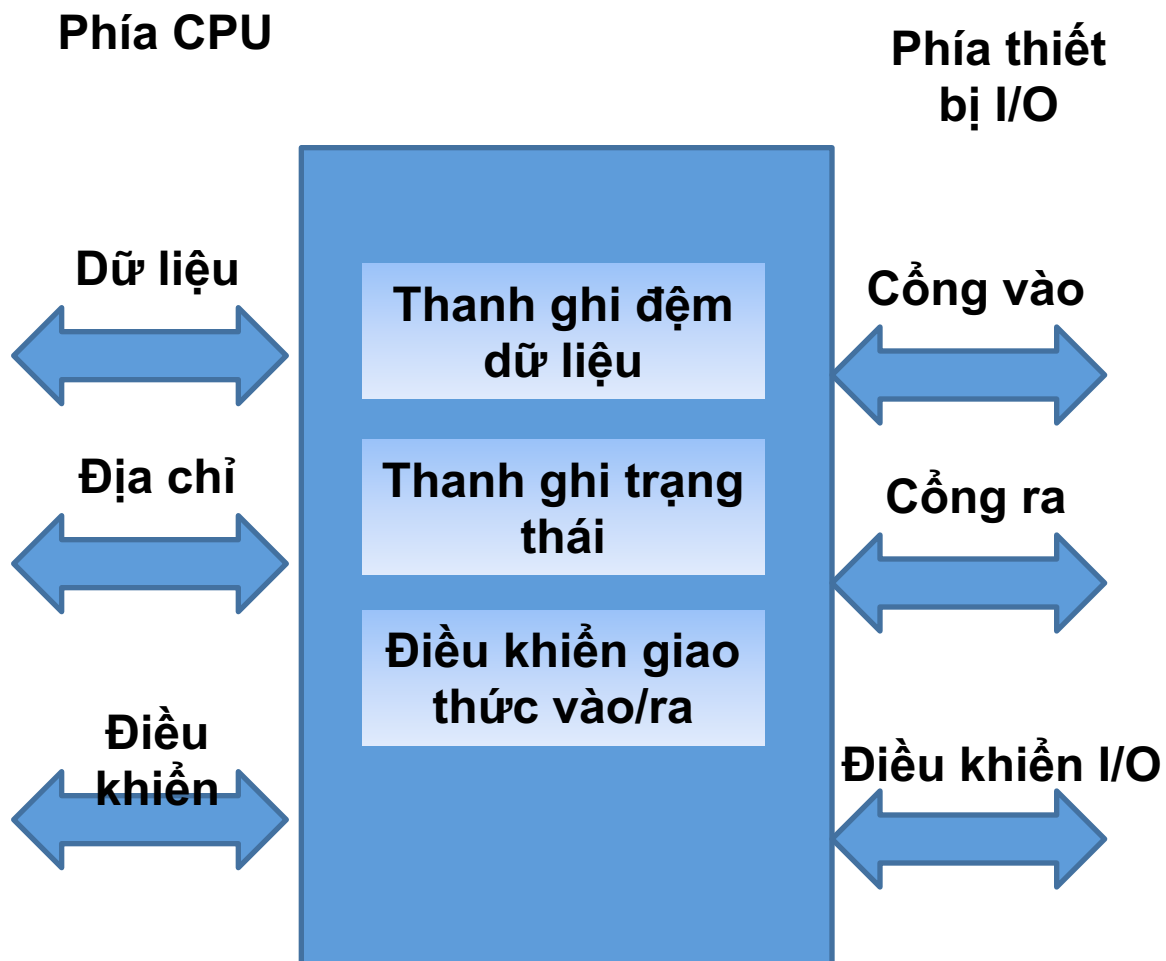 Phía CPU
Phía thiết
bị I/O
Dữ liệu
Địa chỉ
Điều
khiển
Thanh ghi đệm
dữ liệu
Thanh ghi trạng
thái
Điều khiển giao
thức vào/ra
Cổng vào
Cổng ra
Điều khiển I/O